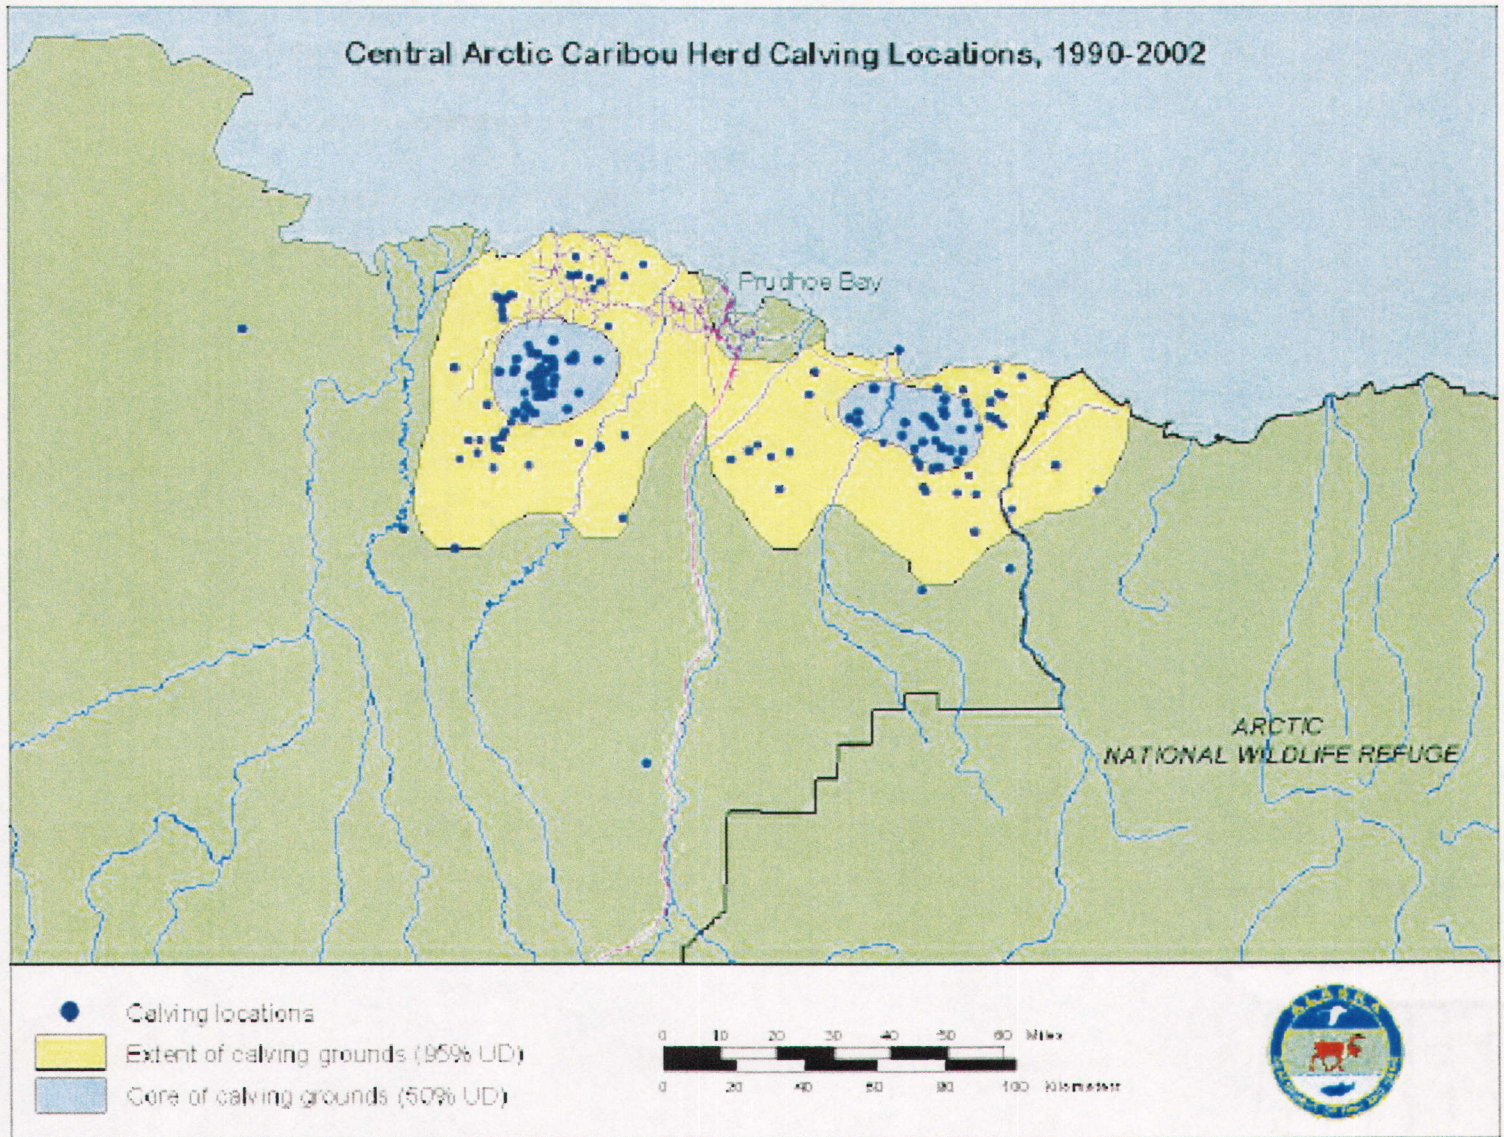 Central Arctic Caribou Herd Calving Locations, 1990-2002
Prudhoe Bay
ARCTIC
NATIONAL WILDLIFE REFUGE
Calving locations
Extent of calving grounds (95% UD)
Core of calving grounds (50% UD)
0 10 20 30 40 50 60 Miles
0 20 40 60 80 100 Kilometers
ALASKA